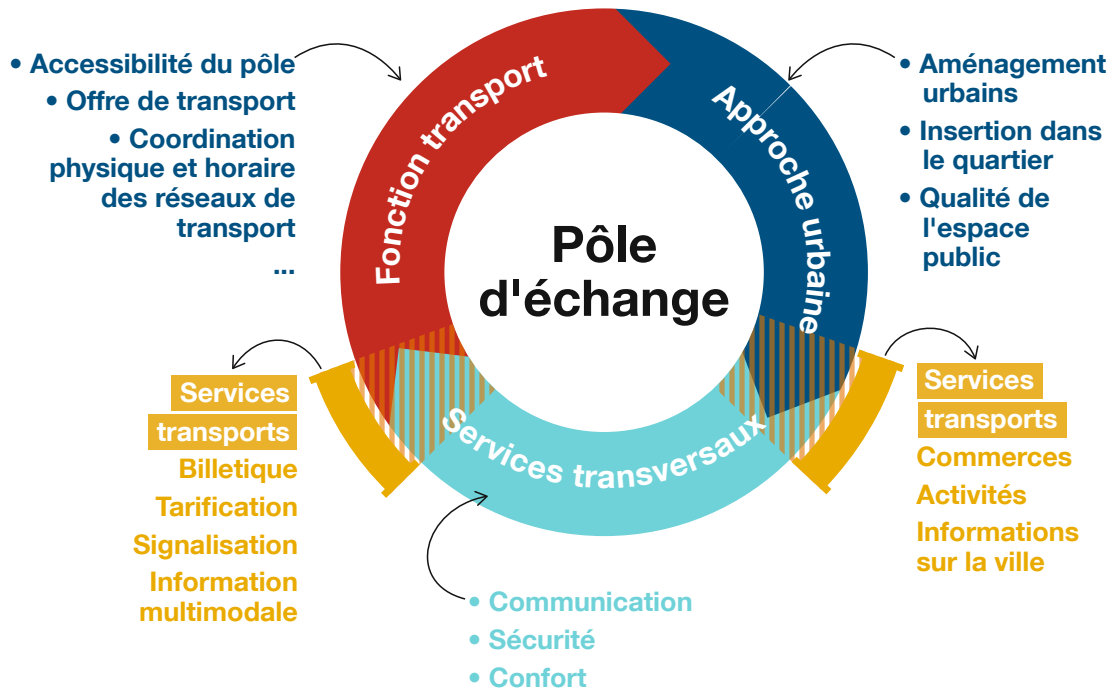 • Accessibilité du pôle
• Offre de transport
• Coordination
physique et horaire
des réseaux de
transport
...
Fonction transport
Approche urbaine
• Aménagement
urbains
• Insertion dans
le quartier
• Qualité de
l'espace
public
Pôle
d'échange
Services transversaux
Services
transports
Billetique
Tarification
Signalisation
Information
multimodale
Services
transports
Commerces
Activités
Informations
sur la ville
• Communication
• Sécurité
• Confort